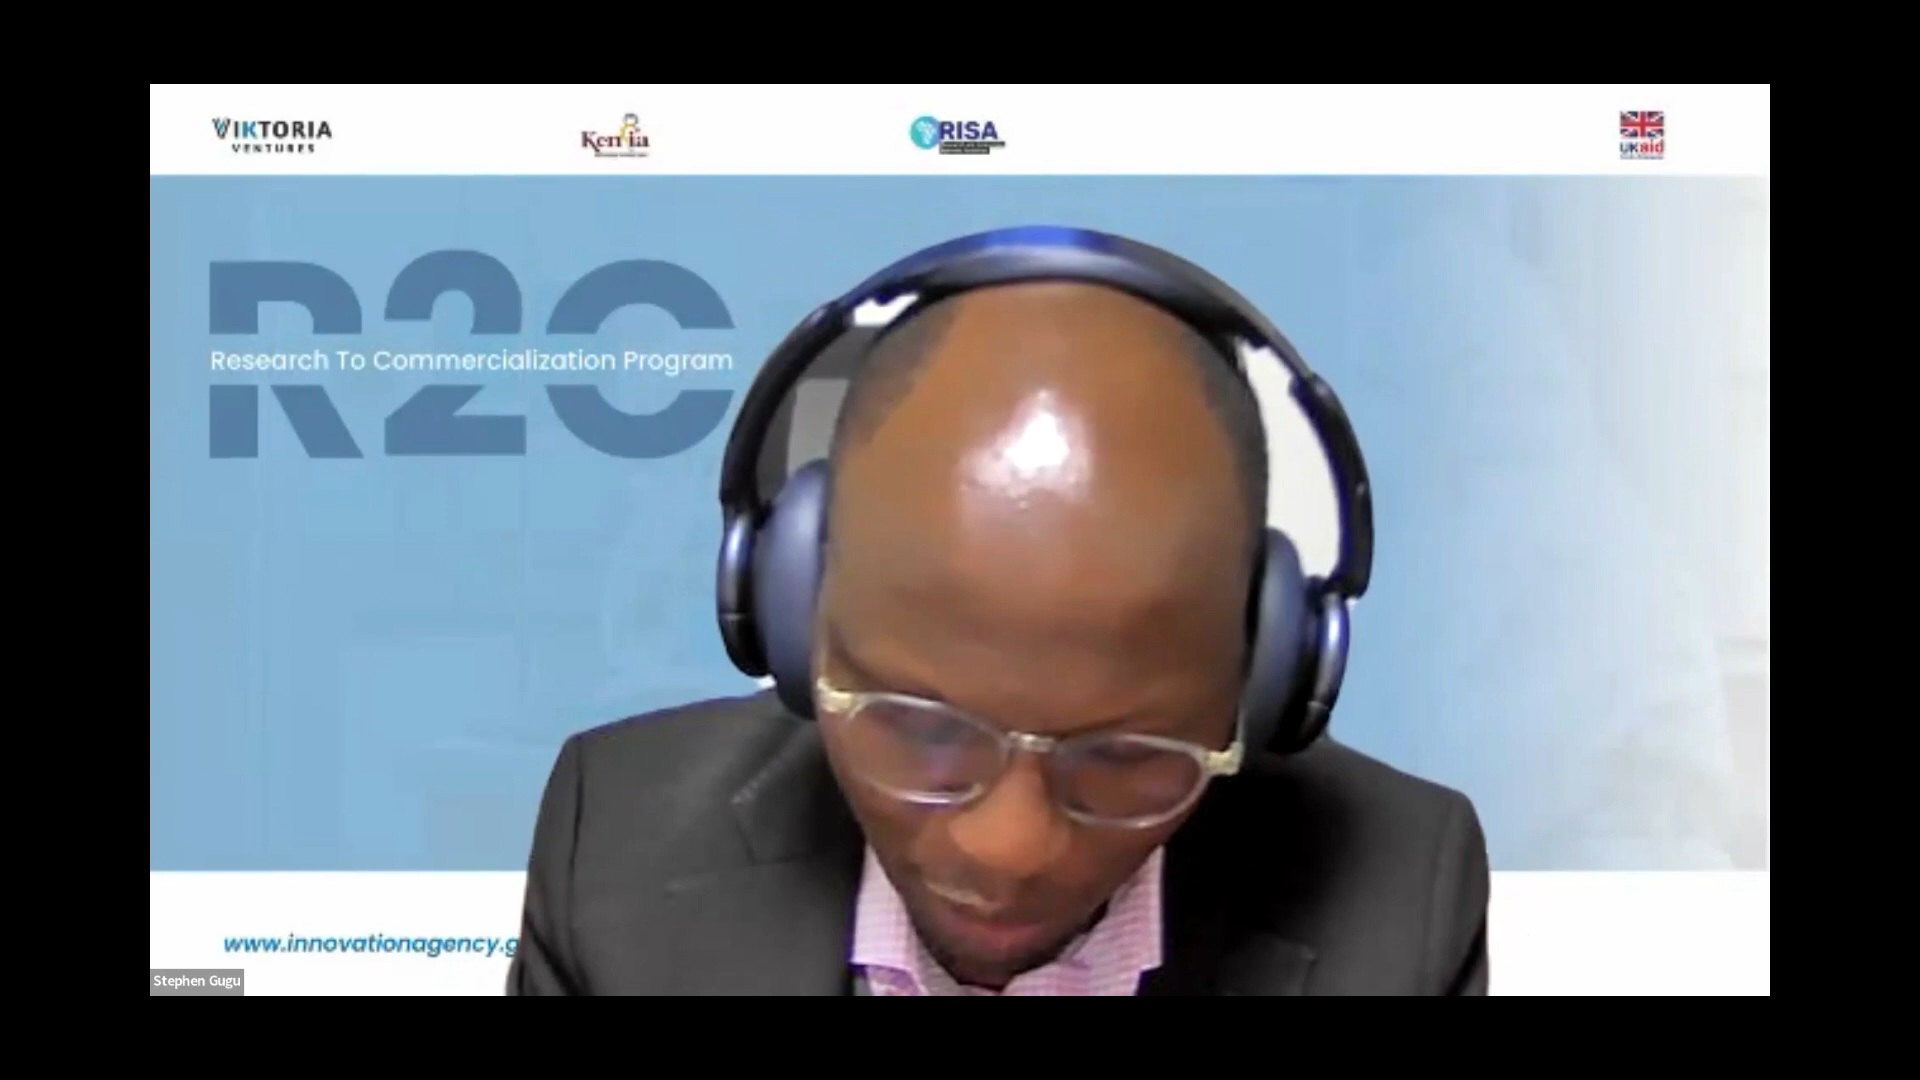 VIKTORIA
VENTURES
Kenia
RISA
UKaid
R2C
Research To Commercialization Program
www.innovationagency.g
Stephen Gugu